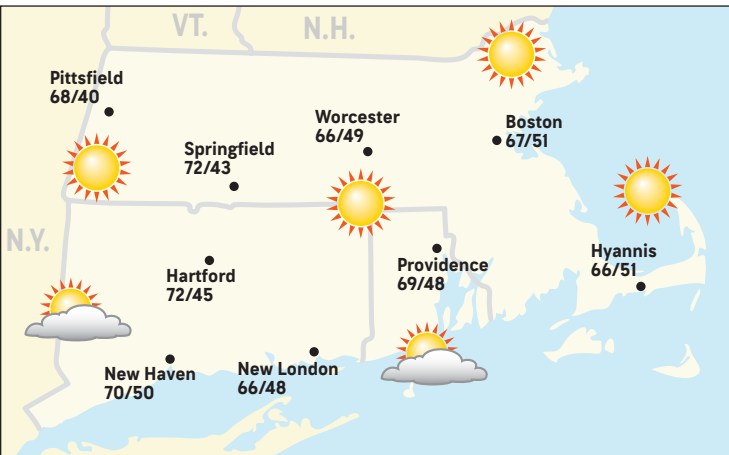 VT.
N.H.
Pittsfield
68/40
Worcester
66/49
Boston
67/51
Springfield
72/43
N.Y.
Hyannis
66/51
Providence
69/48
Hartford
72/45
New Haven
70/50
New London
66/48